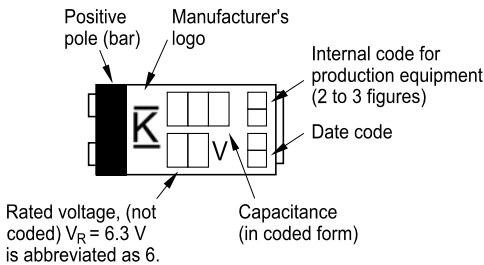 Positive
pole (bar)
Manufacturer's
logo
Internal code for
production equipment
(2 to 3 figures)
K
Date code
V
Rated voltage, (not
coded) VR = 6.3 V
is abbreviated as 6.
Capacitance
(in coded form)